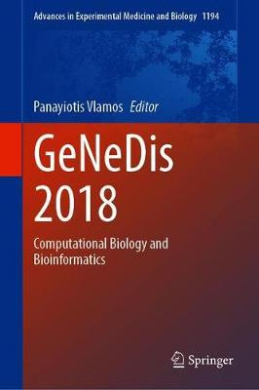 Advances in Experimental Medicine and Biology 1194
Panayiotis Vlamos Editor
GeNeDis
2018
Computational Biology and
Bioinformatics
Springer